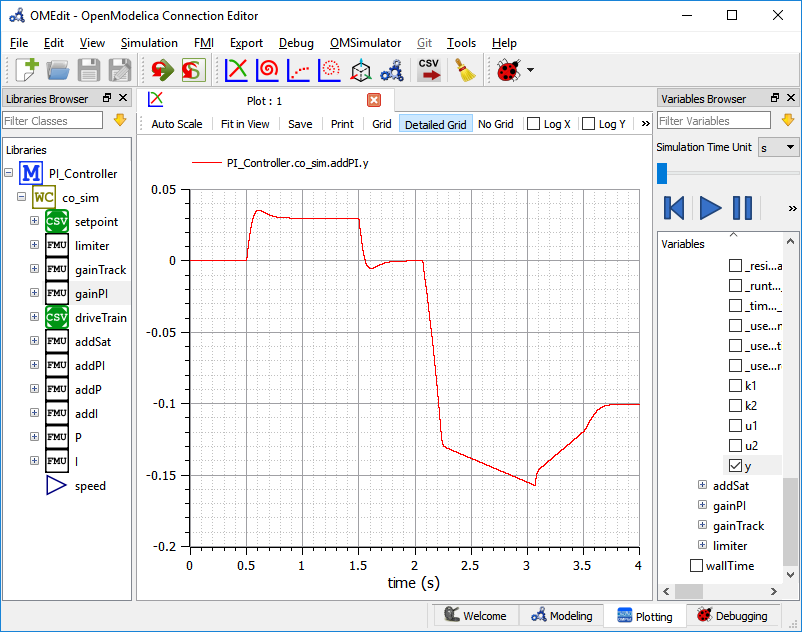 OMEdit - OpenModelica Connection Editor
File Edit View Simulation FMI Export Debug OMSimulator Git Tools Help
CSV
Libraries Browser
Filter Classes
Libraries
M PI_Controller
WC co_sim
CSV setpoint
FMU limiter
FMU gainTrack
FMU gainPI
CSV driveTrain
FMU addSat
FMU addPI
FMU addP
FMU addI
FMU P
FMU I
speed
Plot : 1
Auto Scale Fit in View Save Print Grid Detailed Grid No Grid Log X Log Y »
PI_Controller.co_sim.addPI.y
0.05
0
-0.05
-0.1
-0.15
-0.2
0 0.5 1 1.5 2 2.5 3 3.5 4
time (s)
Variables Browser
Filter Variables
Simulation Time Unit s
»
Variables
_resi...a
_runt..._
_tim..._
_use...n
_use...t
_use...r
k1
k2
u1
u2
y
addSat
gainPI
gainTrack
limiter
wallTime
Welcome Modeling Plotting Debugging